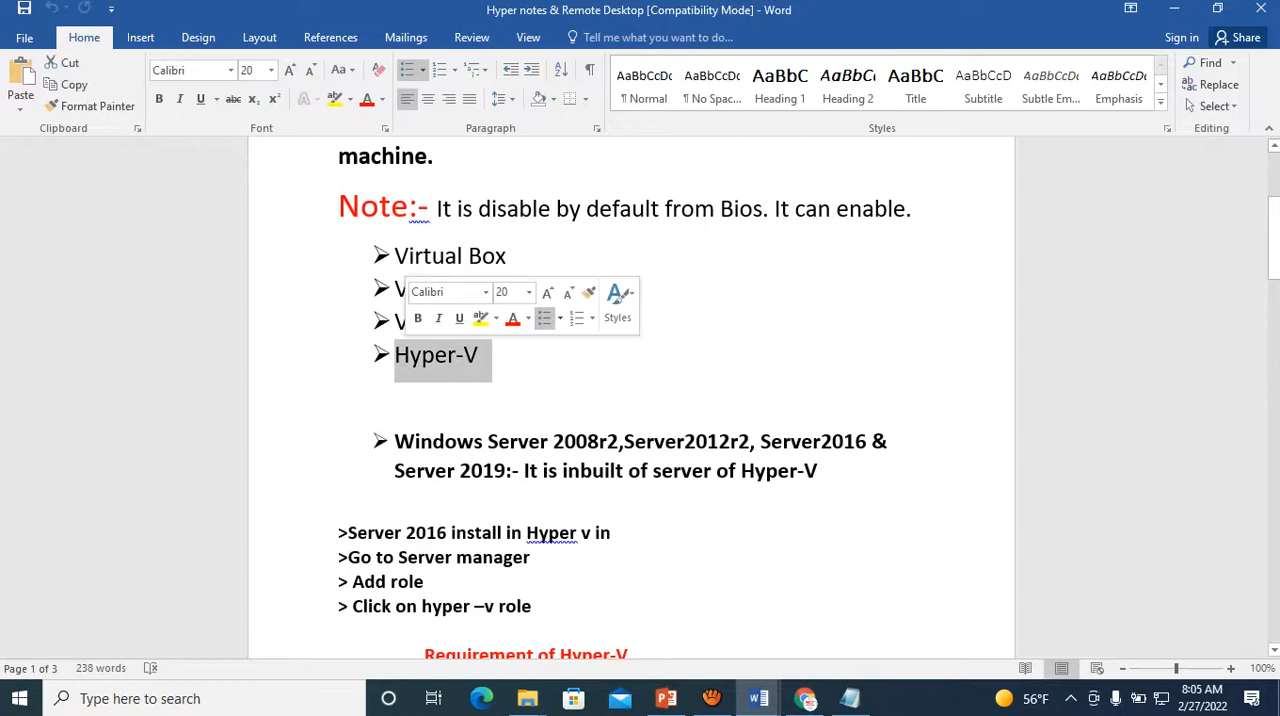 Hyper notes & Remote Desktop [Compatibility Mode] - Word
File Home Insert Design Layout References Mailings Review View Tell me what you want to do... Sign in Share
Paste
Cut
Copy
Format Painter
Clipboard
Calibri 20
Font
Paragraph
AaBbCcDc AaBbCcDc AaBbC AaBbCc AaBbC AaBbCcD AaBbCcDc AaBbCcDc
¶ Normal ¶ No Spac... Heading 1 Heading 2 Title Subtitle Subtle Em... Emphasis
Styles
Find
Replace
Select
Editing
machine.
Note:- It is disable by default from Bios. It can enable.
➢ Virtual Box
➢ V
➢ V
Calibri 20
B I U Styles
➢ Hyper-V
➢ Windows Server 2008r2,Server2012r2, Server2016 &
Server 2019:- It is inbuilt of server of Hyper-V
>Server 2016 install in Hyper v in
>Go to Server manager
> Add role
> Click on hyper –v role
Requirement of Hyper-V
Page 1 of 3 238 words 100%
Type here to search 56°F 8:05 AM
2/27/2022